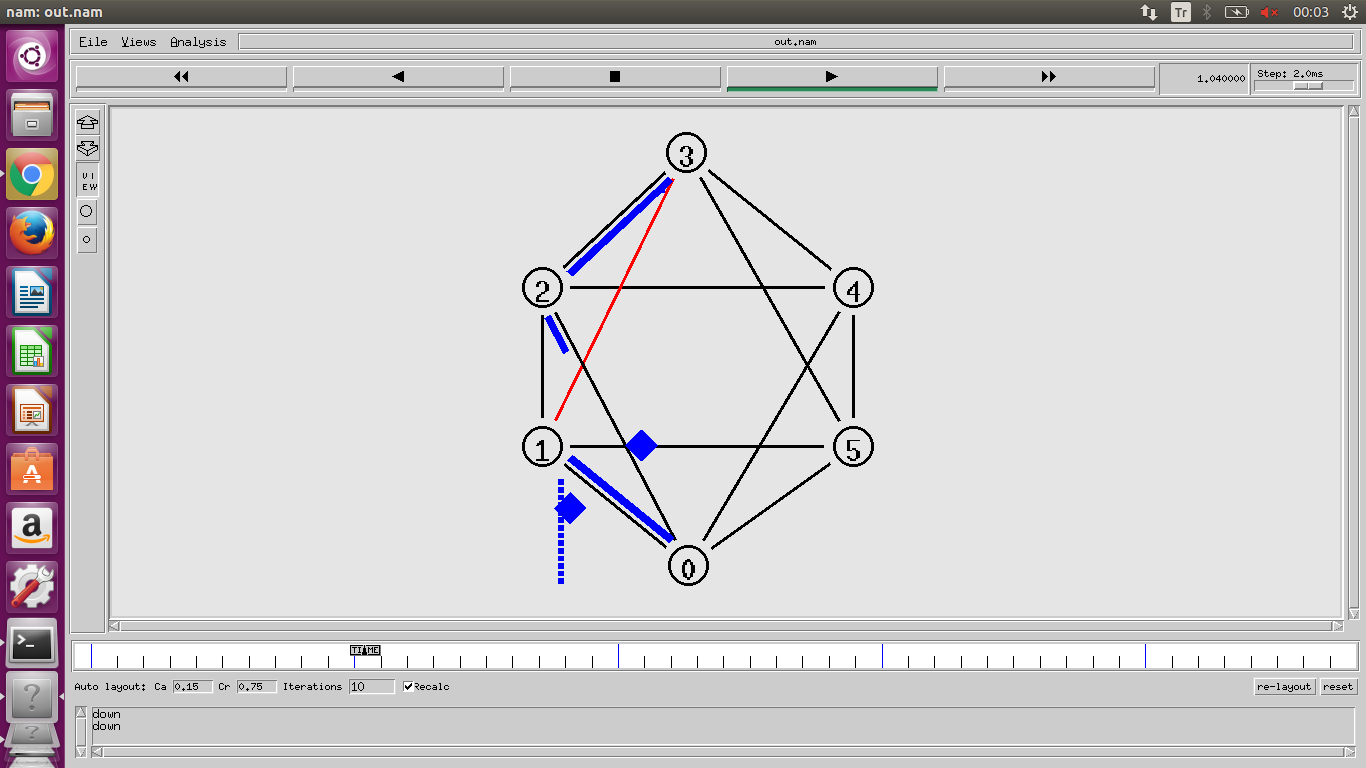 nam: out.nam
Tr
00:03
File Views Analysis
out.nam
1.040000
Step: 2.0ms
VI
EW
3
2
4
1
5
0
TIME
Auto layout: Ca 0.15 Cr 0.75 Iterations 10 Recalc
re-layout
reset
down
down